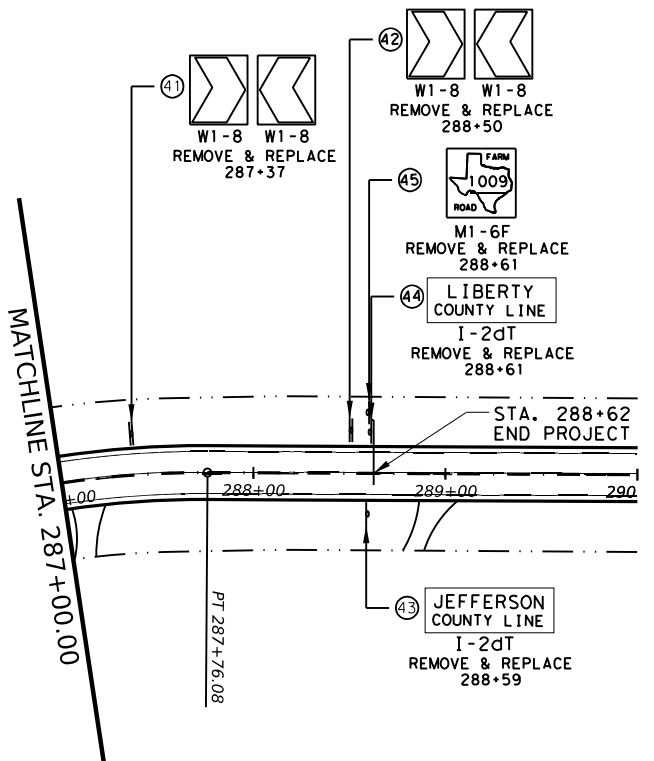 42
W1-8 W1-8
REMOVE & REPLACE
288+50
41
W1-8 W1-8
REMOVE & REPLACE
287+37
45
FARM
1009
ROAD
M1-6F
REMOVE & REPLACE
288+61
44
LIBERTY
COUNTY LINE
I-2dT
REMOVE & REPLACE
288+61
MATCHLINE STA. 287+00.00
STA. 288+62
END PROJECT
+00
288+00
289+00
290
PT 287+76.08
43
JEFFERSON
COUNTY LINE
I-2dT
REMOVE & REPLACE
288+59